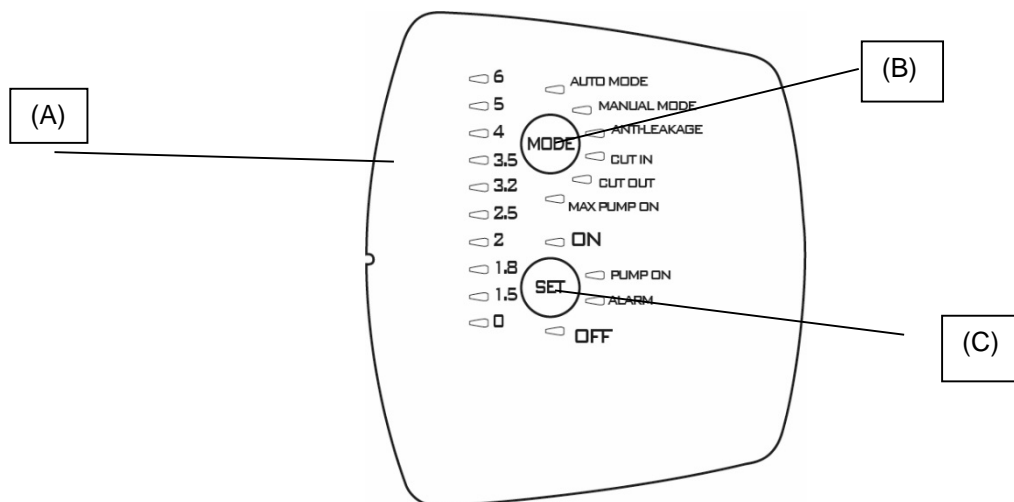 (A)
(B)
(C)
6
5
4
3.5
3.2
2.5
2
1.8
1.5
0
AUTO MODE
MANUAL MODE
ANTI-LEAKAGE
MODE
CUT IN
CUT OUT
MAX PUMP ON
ON
PUMP ON
SET
ALARM
OFF